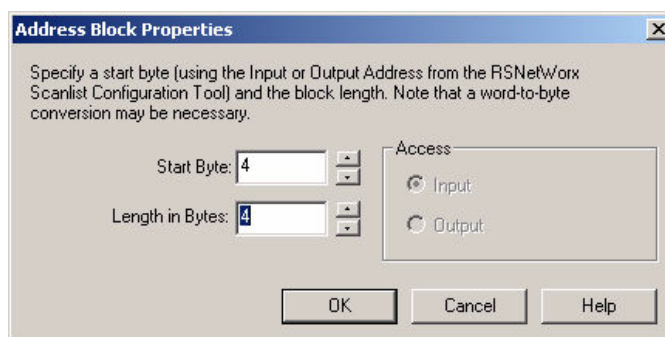 Address Block Properties
Specify a start byte (using the Input or Output Address from the RSNetWorx
Scanlist Configuration Tool) and the block length. Note that a word-to-byte
conversion may be necessary.
Start Byte: 4
Length in Bytes: 4
Access
Input
Output
OK Cancel Help